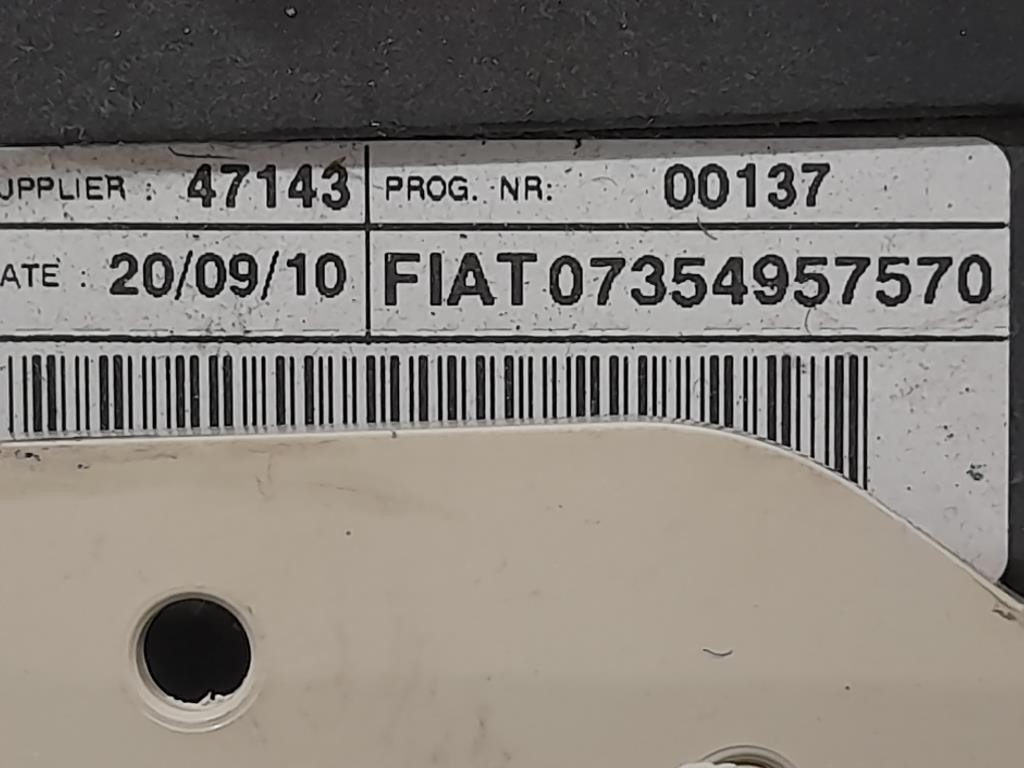 UPPLIER : 47143 PROG. NR: 00137
ATE : 20/09/10 FIAT 07354957570